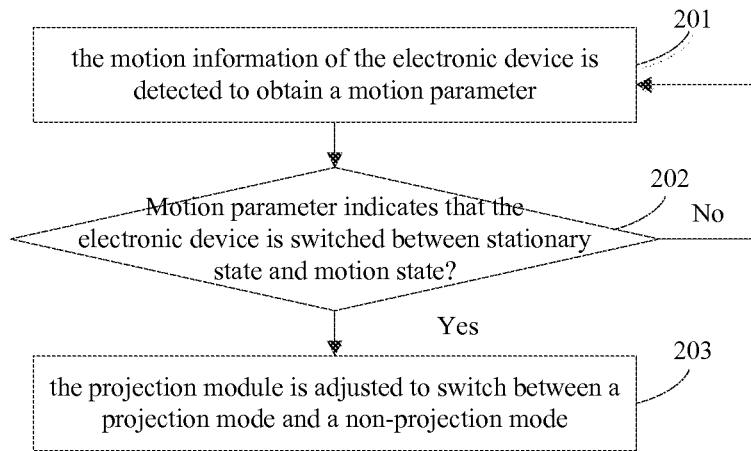 201
the motion information of the electronic device is
detected to obtain a motion parameter
202
Motion parameter indicates that the
electronic device is switched between stationary
state and motion state?
No
Yes
203
the projection module is adjusted to switch between a
projection mode and a non-projection mode